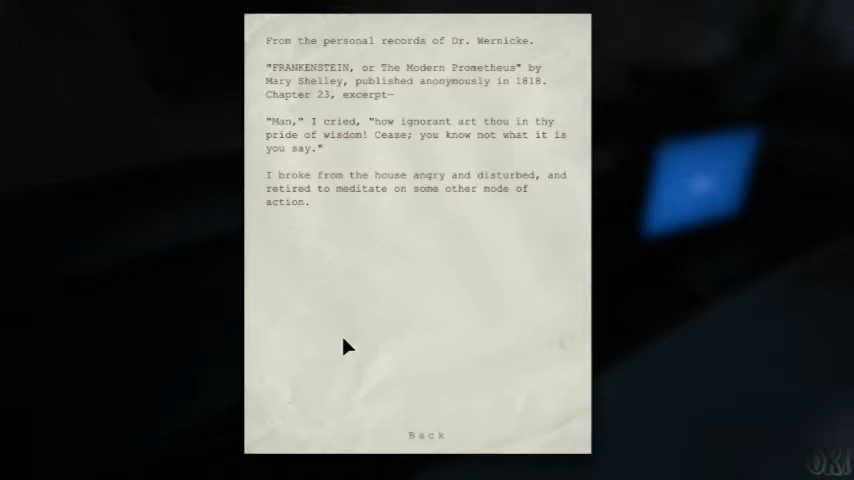 From the personal records of Dr. Wernicke.
"FRANKENSTEIN, or The Modern Prometheus" by
Mary Shelley, published anonymously in 1818.
Chapter 23, excerpt—
"Man," I cried, "how ignorant art thou in thy
pride of wisdom! Cease; you know not what it is
you say."
I broke from the house angry and disturbed, and
retired to meditate on some other mode of
action.
Back